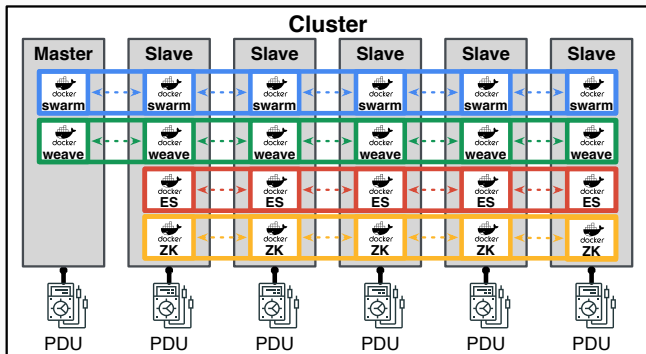 Cluster
Master Slave Slave Slave Slave Slave
docker docker docker docker docker docker
swarm swarm swarm swarm swarm swarm
docker docker docker docker docker docker
weave weave weave weave weave weave
docker docker docker docker docker
ES ES ES ES ES
docker docker docker docker docker
ZK ZK ZK ZK ZK
PDU PDU PDU PDU PDU PDU